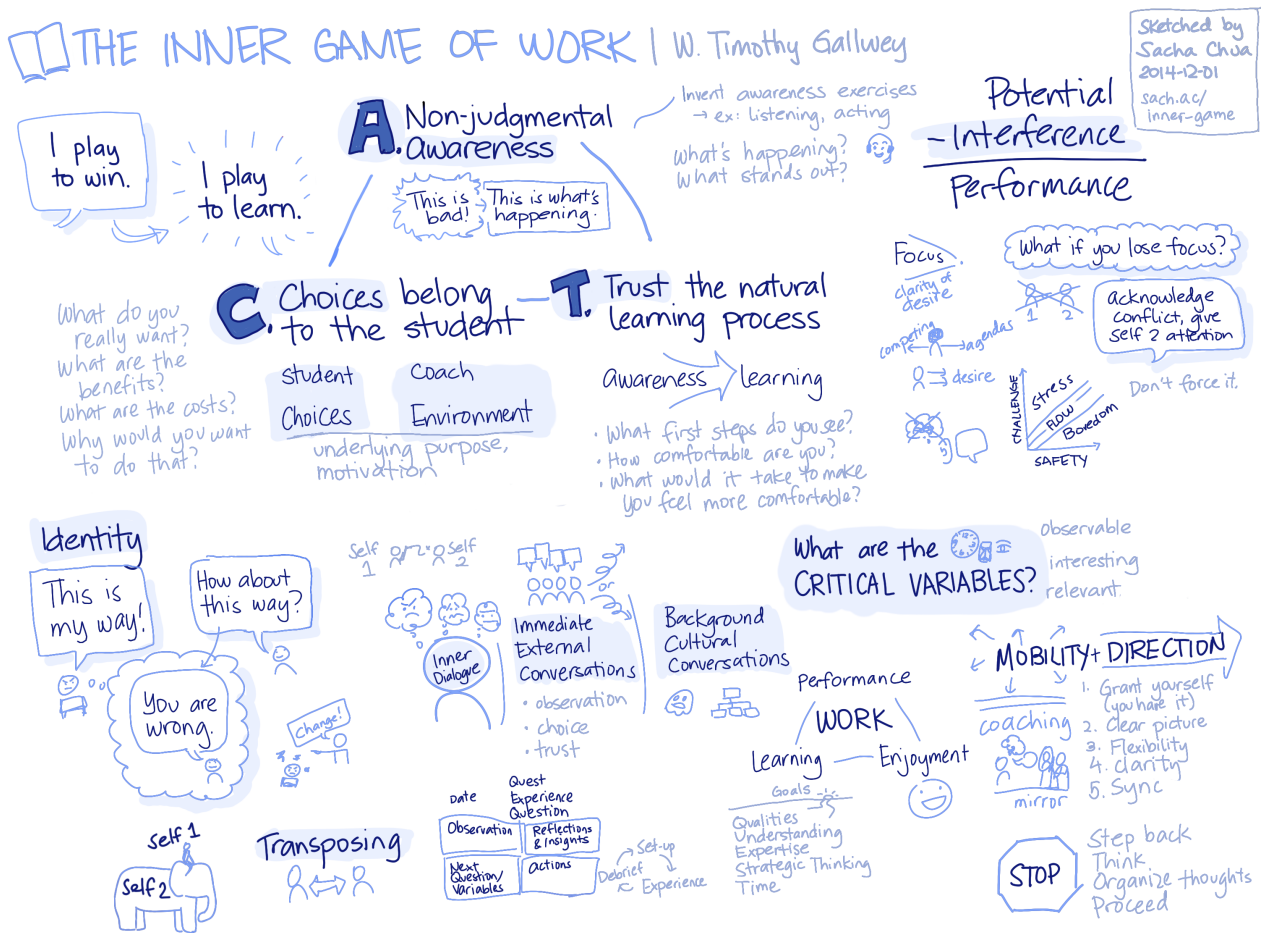 THE INNER GAME OF WORK | W. Timothy Gallwey
Sketched by
Sacha Chua
2014-12-01
sach.ac/
inner-game
I play
to win.
I play
to learn.
A. Non-judgmental
awareness
This is
bad!
This is what's
happening.
Invent awareness exercises
→ ex: listening, acting
What's happening?
What stands out?
Potential
- Interference
Performance
C. Choices belong
to the student
What do you
really want?
What are the
benefits?
What are the costs?
Why would you want
to do that?
student
Coach
Choices
Environment
underlying purpose,
motivation
T. Trust the natural
learning process
awareness
learning
• What first steps do you see?
• How comfortable are you?
• What would it take to make
you feel more comfortable?
Focus
clarity of
desire
competing
agendas
desire
What if you lose focus?
1
2
acknowledge
conflict, give
self 2 attention
Don't force it.
CHALLENGE
Stress
FLOW
Boredom
SAFETY
Identity
This is
my way!
How about
this way?
You are
wrong.
Change!
self 1
self 2
Transposing
Self
1
Self
2
Inner
Dialogue
or
Immediate
External
Conversations
• observation
• choice
• trust
Background
Cultural
Conversations
Date
Quest
Experience
Question
Observation
Reflections
& Insights
Next
Question/
Variables
actions
Set-up
Debrief
Experience
What are the
CRITICAL VARIABLES?
observable
interesting
relevant
Performance
WORK
Learning
Enjoyment
Goals
Qualities
Understanding
Expertise
Strategic Thinking
Time
MOBILITY + DIRECTION
coaching
mirror
1. Grant yourself
(you have it)
2. Clear picture
3. Flexibility
4. Clarity
5. Sync
STOP
Step back
Think
Organize thoughts
Proceed